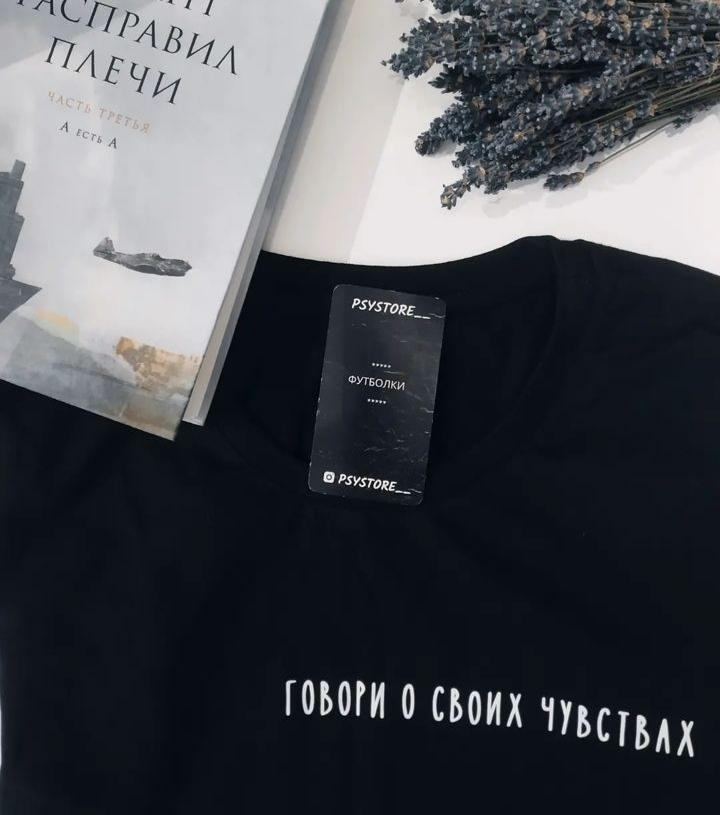 РАСПРАВИЛ
ПЛЕЧИ
ЧАСТЬ ТРЕТЬЯ
А ЕСТЬ А
PSYSTORE__
*****
ФУТБОЛКИ
*****
PSYSTORE__
ГОВОРИ О СВОИХ ЧУВСТВАХ